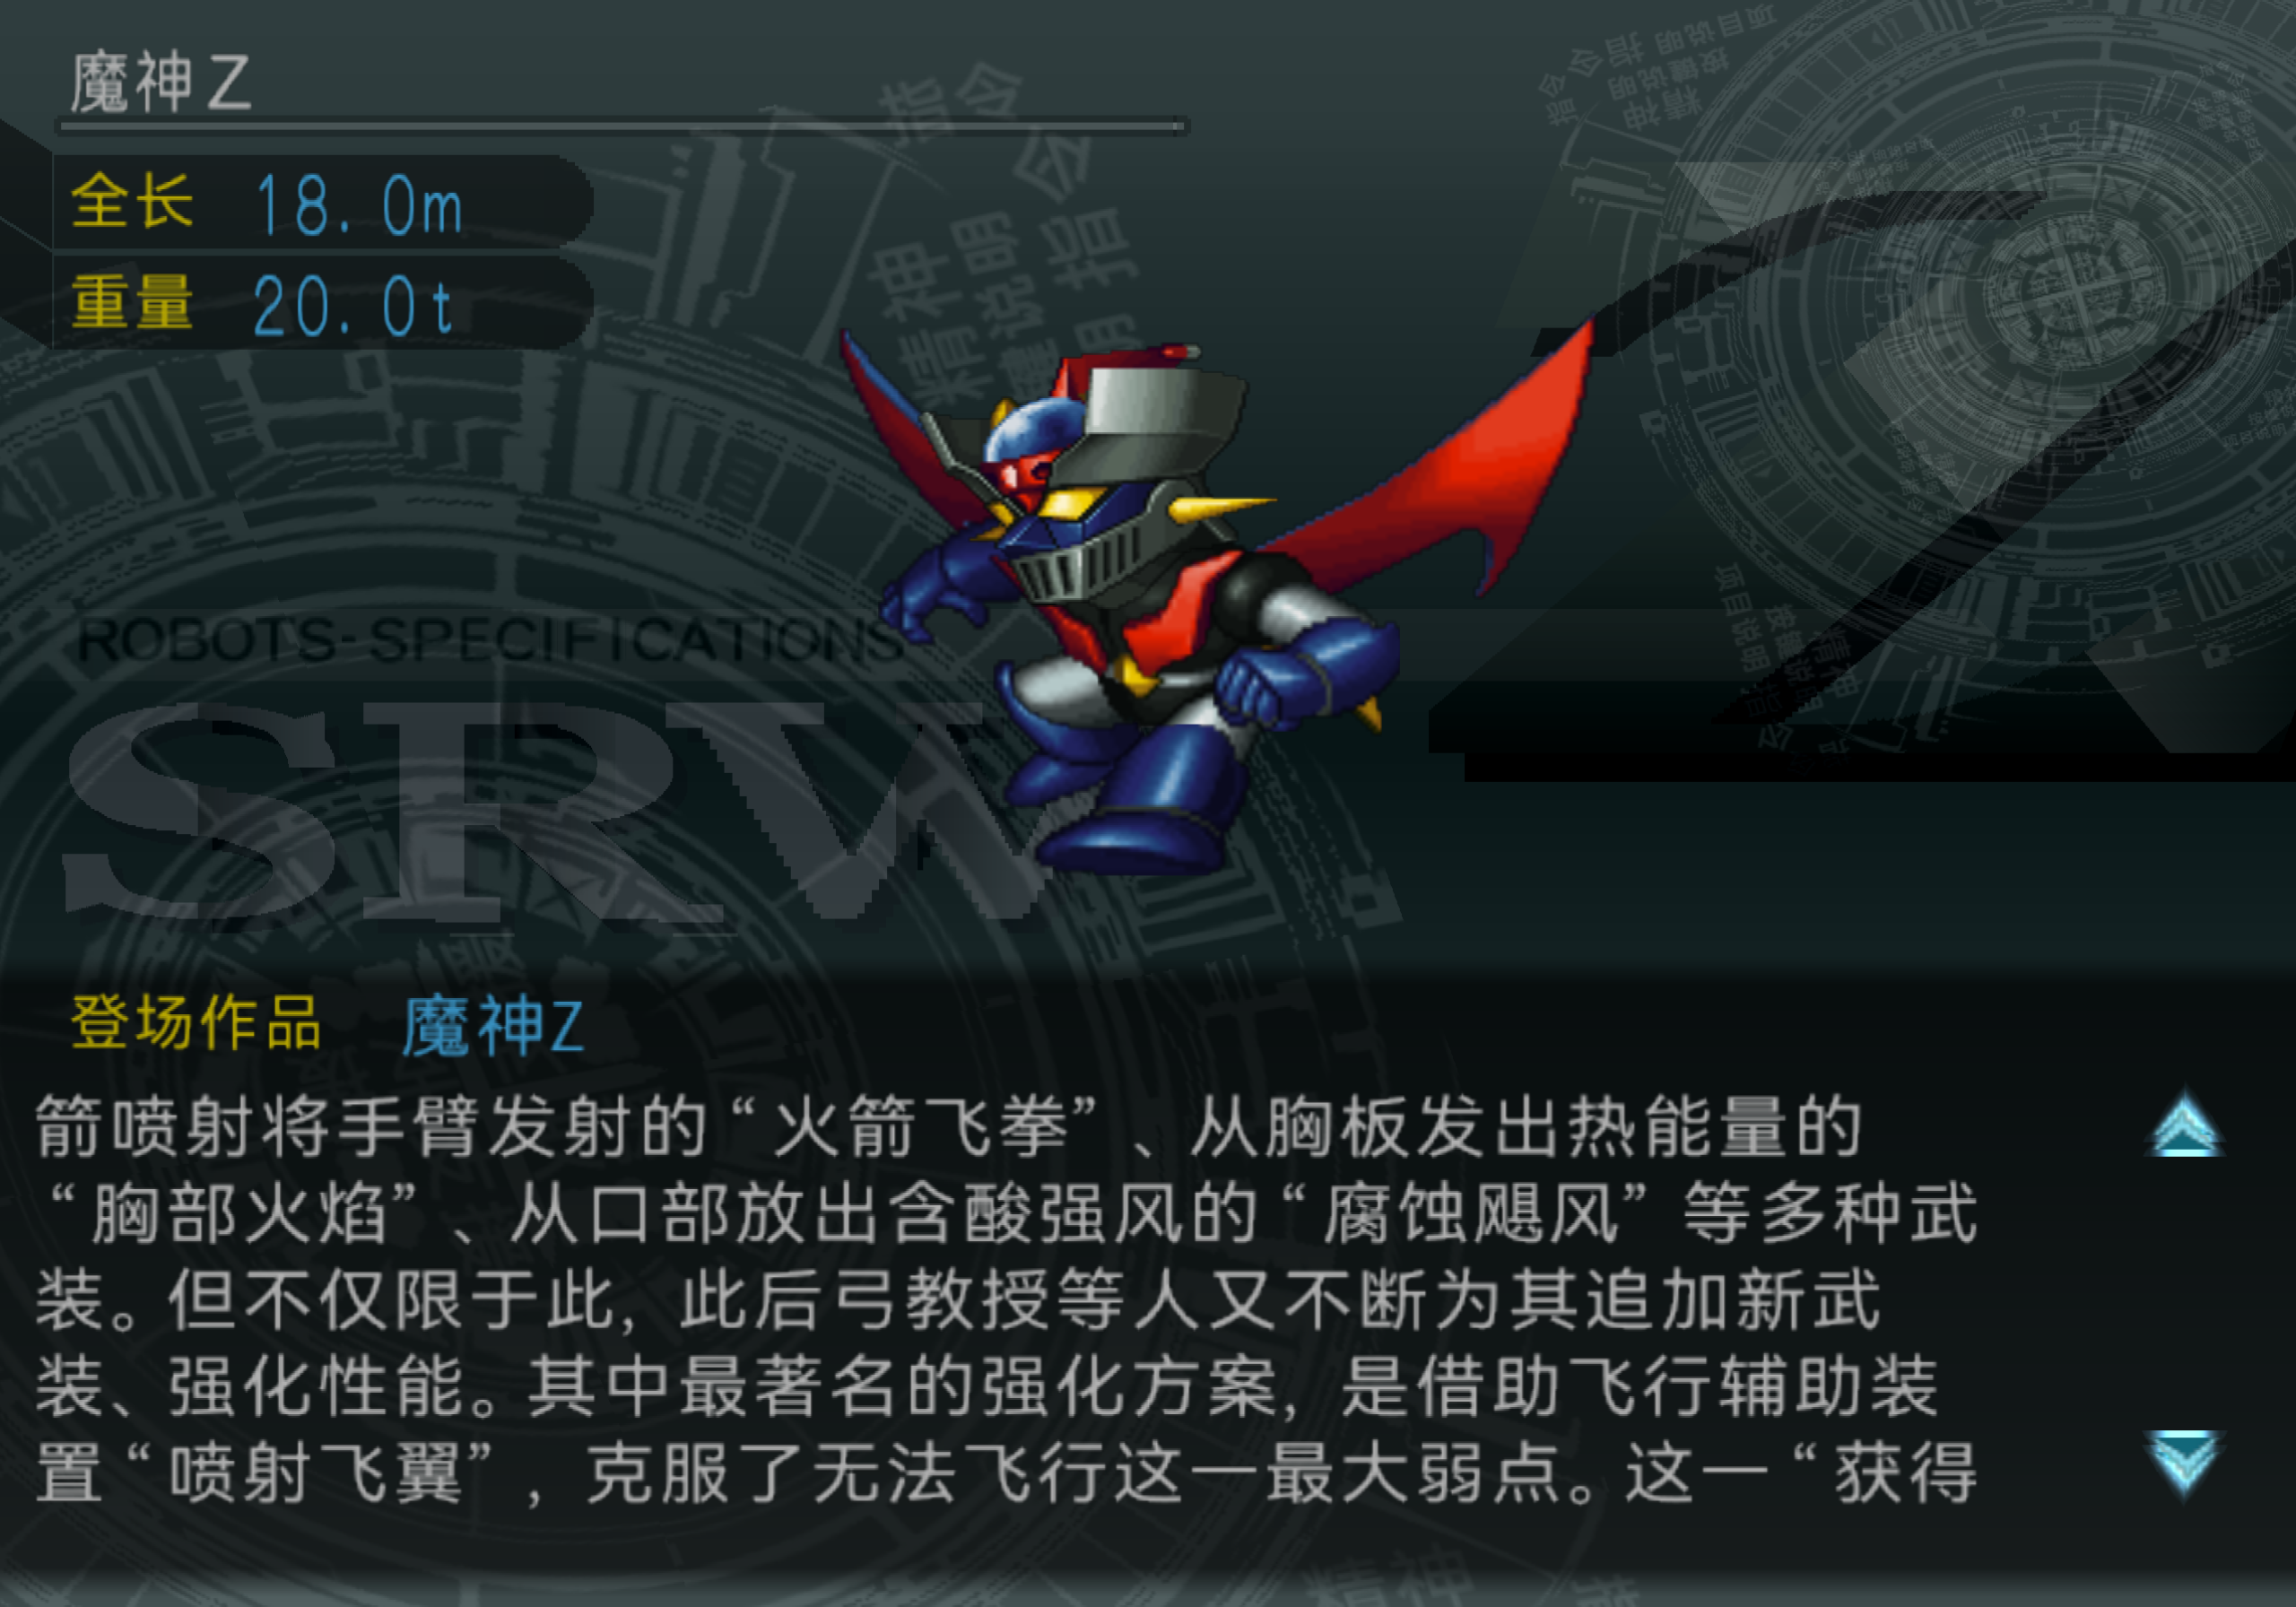 魔神Z
全长 18.0m
重量 20.0t
ROBOTS-SPECIFICATIONS
SRW
登场作品 魔神Z
箭喷射将手臂发射的“火箭飞拳”、从胸板发出热能量的
“胸部火焰”、从口部放出含酸强风的“腐蚀飓风”等多种武
装。但不仅限于此,此后弓教授等人又不断为其追加新武
装、强化性能。其中最著名的强化方案,是借助飞行辅助装
置“喷射飞翼”,克服了无法飞行这一最大弱点。这一“获得